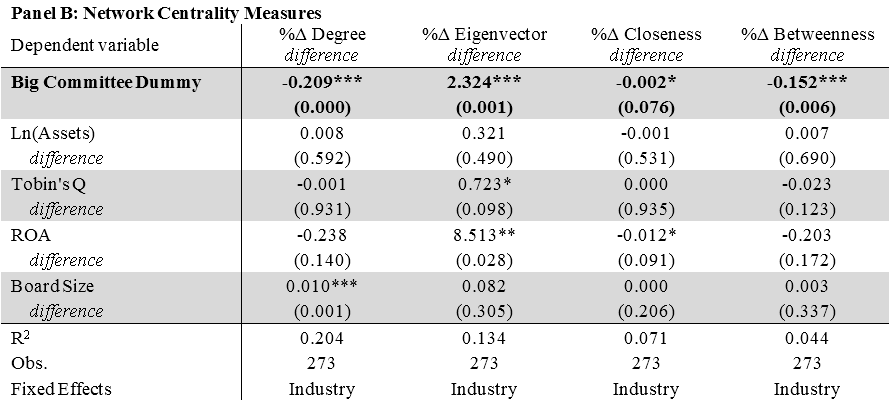 Panel B: Network Centrality Measures
Dependent variable %Δ Degree difference %Δ Eigenvector difference %Δ Closeness difference %Δ Betweenness difference
Big Committee Dummy -0.209*** 2.324*** -0.002* -0.152***
(0.000) (0.001) (0.076) (0.006)
Ln(Assets) 0.008 0.321 -0.001 0.007
difference (0.592) (0.490) (0.531) (0.690)
Tobin's Q -0.001 0.723* 0.000 -0.023
difference (0.931) (0.098) (0.935) (0.123)
ROA -0.238 8.513** -0.012* -0.203
difference (0.140) (0.028) (0.091) (0.172)
Board Size 0.010*** 0.082 0.000 0.003
difference (0.001) (0.305) (0.206) (0.337)
R² 0.204 0.134 0.071 0.044
Obs. 273 273 273 273
Fixed Effects Industry Industry Industry Industry